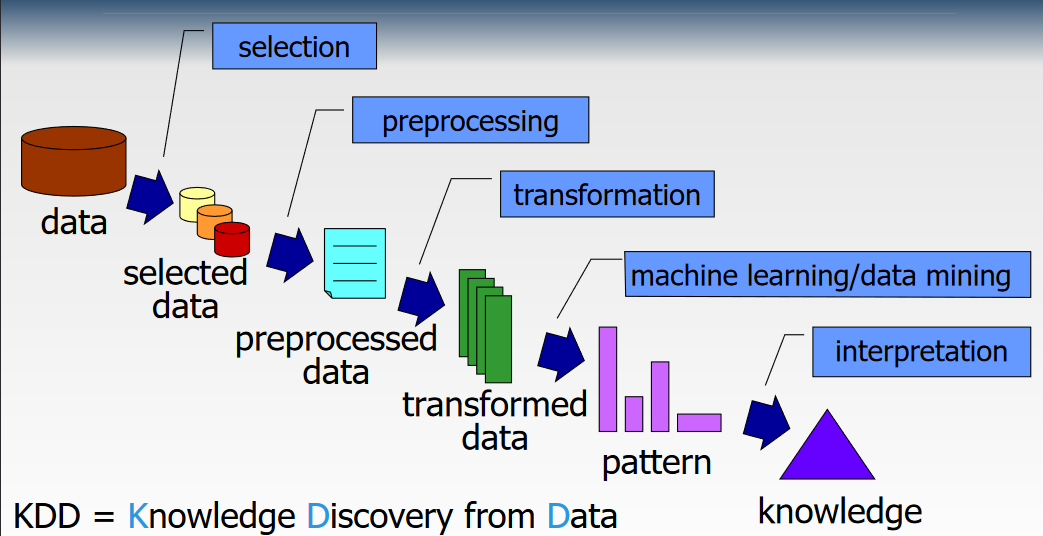 selection
preprocessing
transformation
machine learning/data mining
interpretation
data
selected
data
preprocessed
data
transformed
data
pattern
knowledge
KDD = Knowledge Discovery from Data